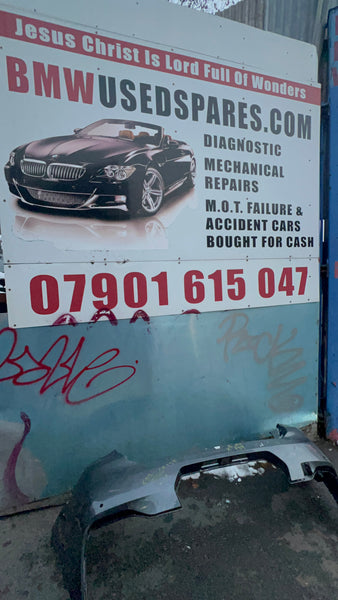 Jesus Christ Is Lord Full Of Wonders
BMWUSEDSPARES.COM
DIAGNOSTIC
MECHANICAL
REPAIRS
M.O.T. FAILURE &
ACCIDENT CARS
BOUGHT FOR CASH
07901 615 047